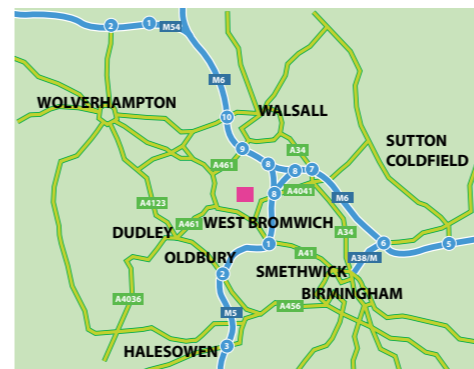 2
1
M54
M6
WOLVERHAMPTON
WALSALL
10
9
A34
SUTTON
COLDFIELD
A461
8
8
7
A4041
8
M6
A4123
A461
WEST BROMWICH
A34
DUDLEY
1
6
5
OLDBURY
A41
A38/M
2
SMETHWICK
BIRMINGHAM
A4036
A456
M5
HALESOWEN
3